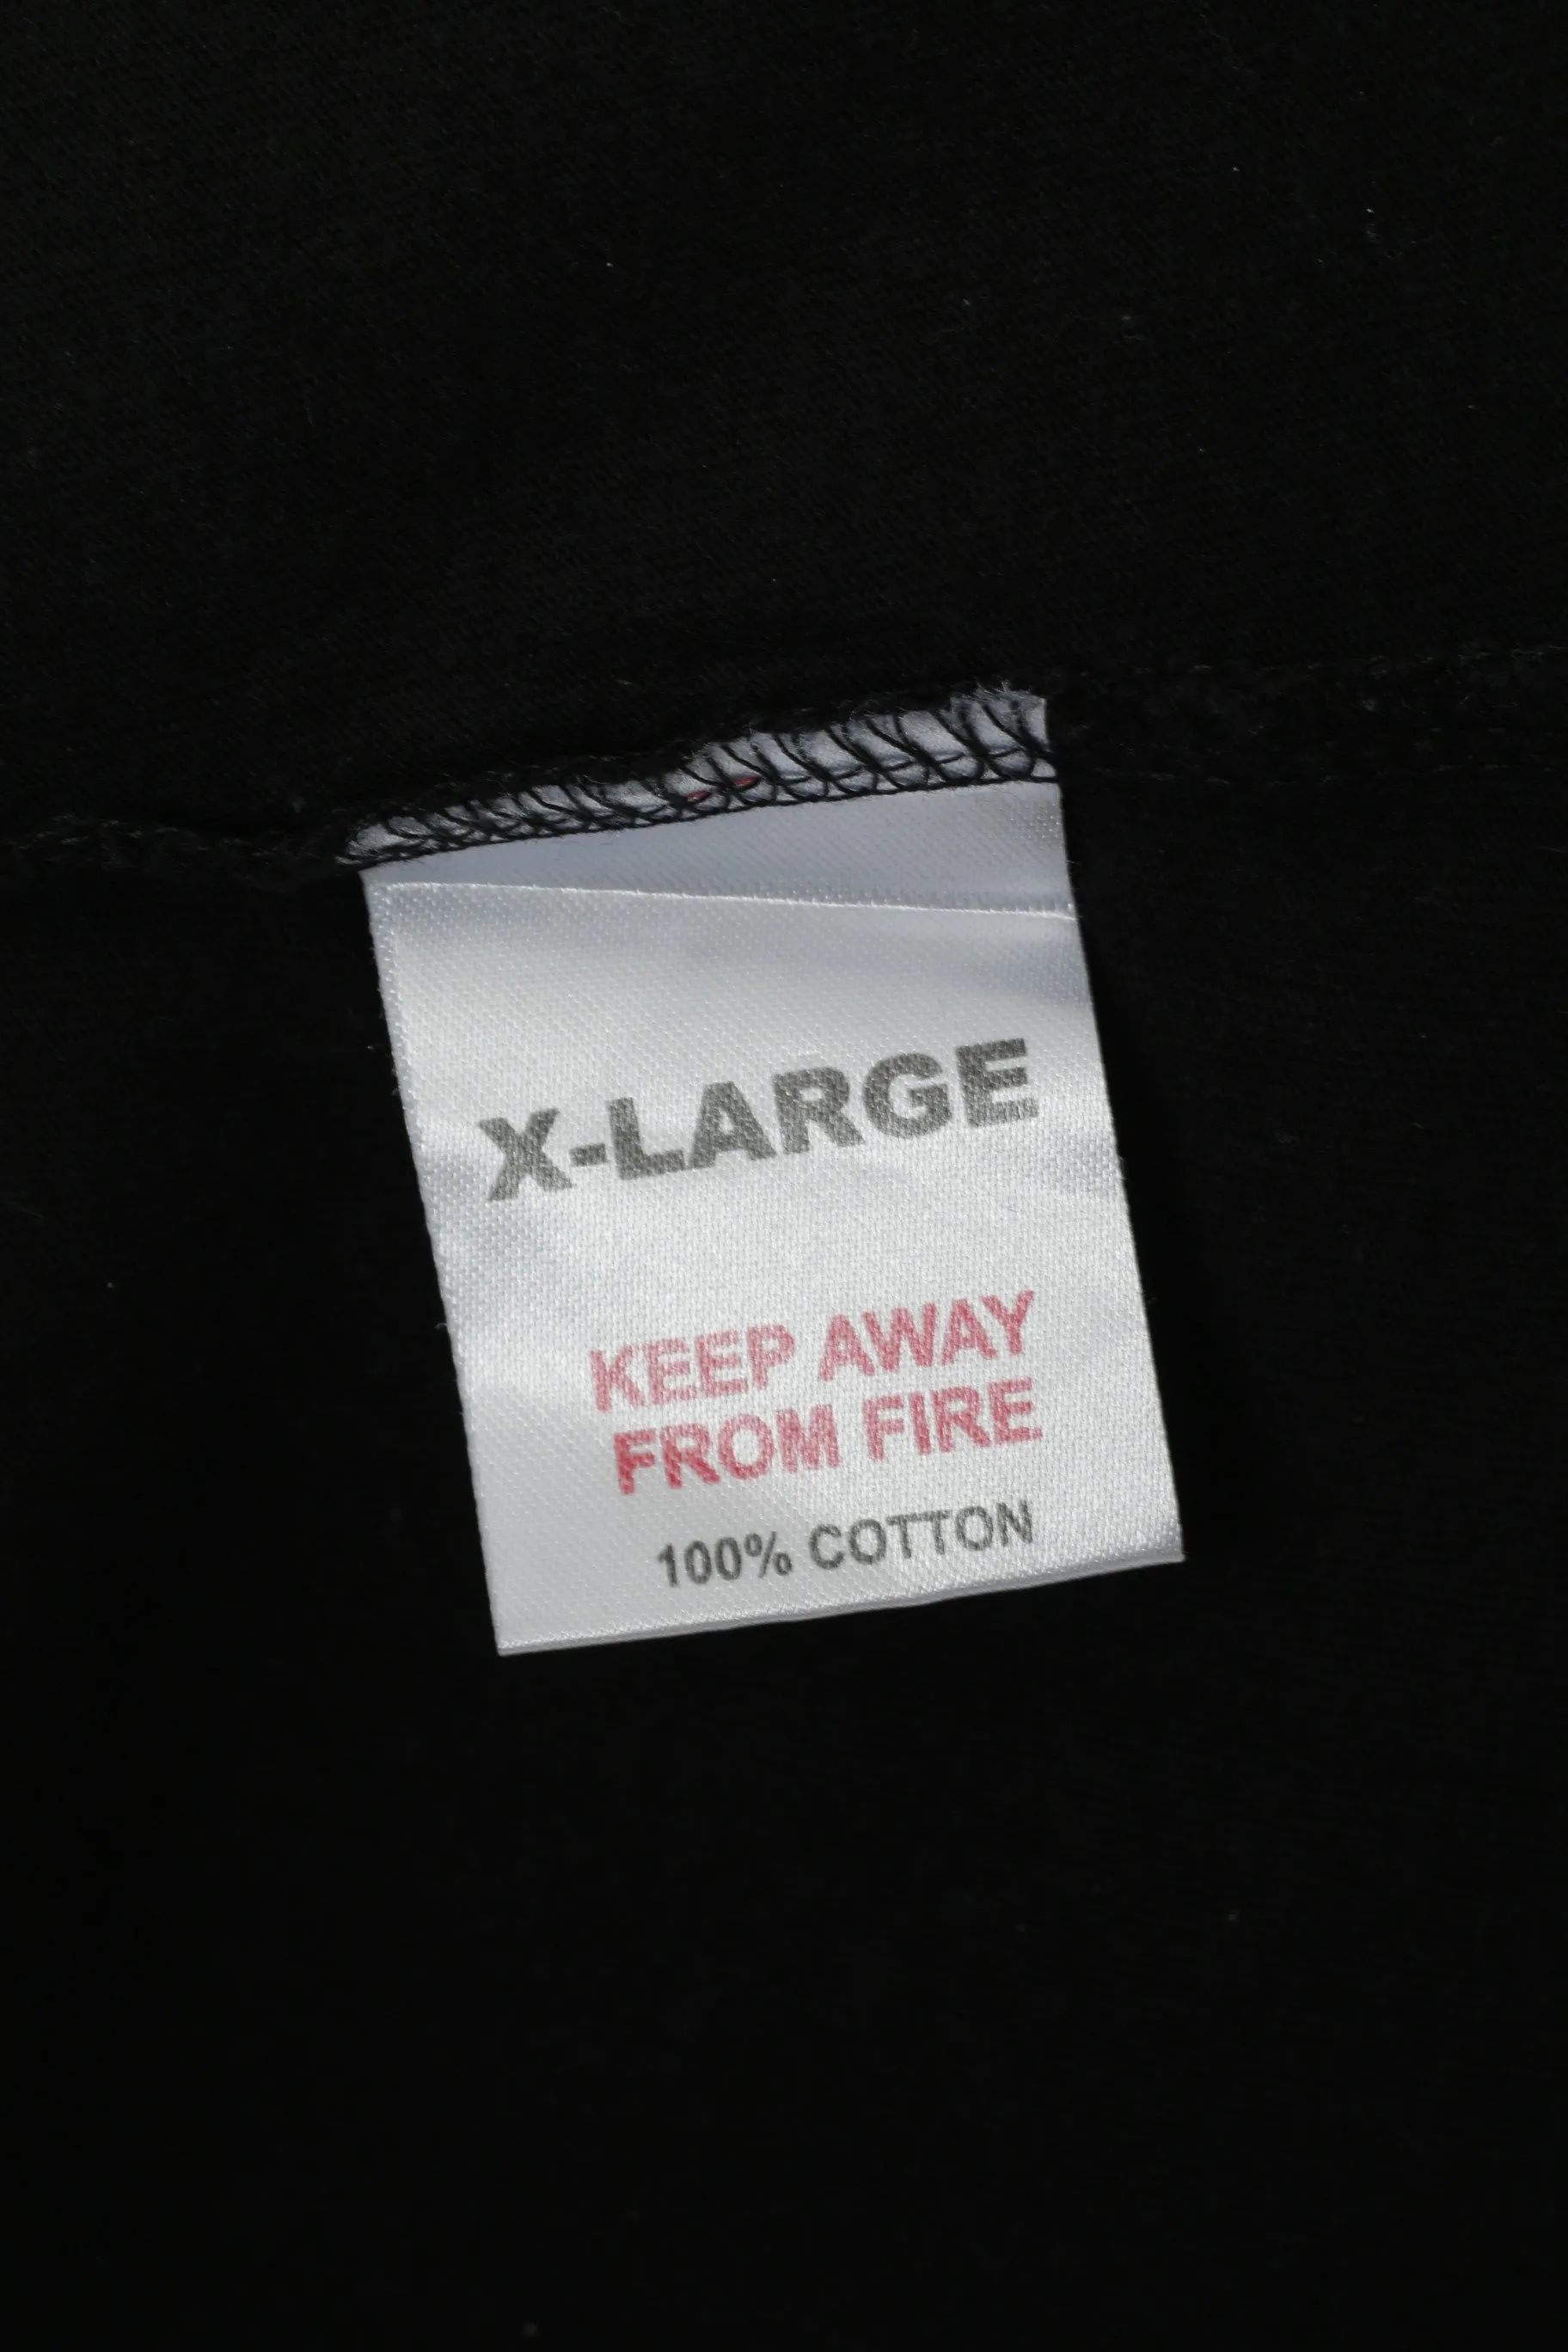 X-LARGE
KEEP AWAY
FROM FIRE
100% COTTON